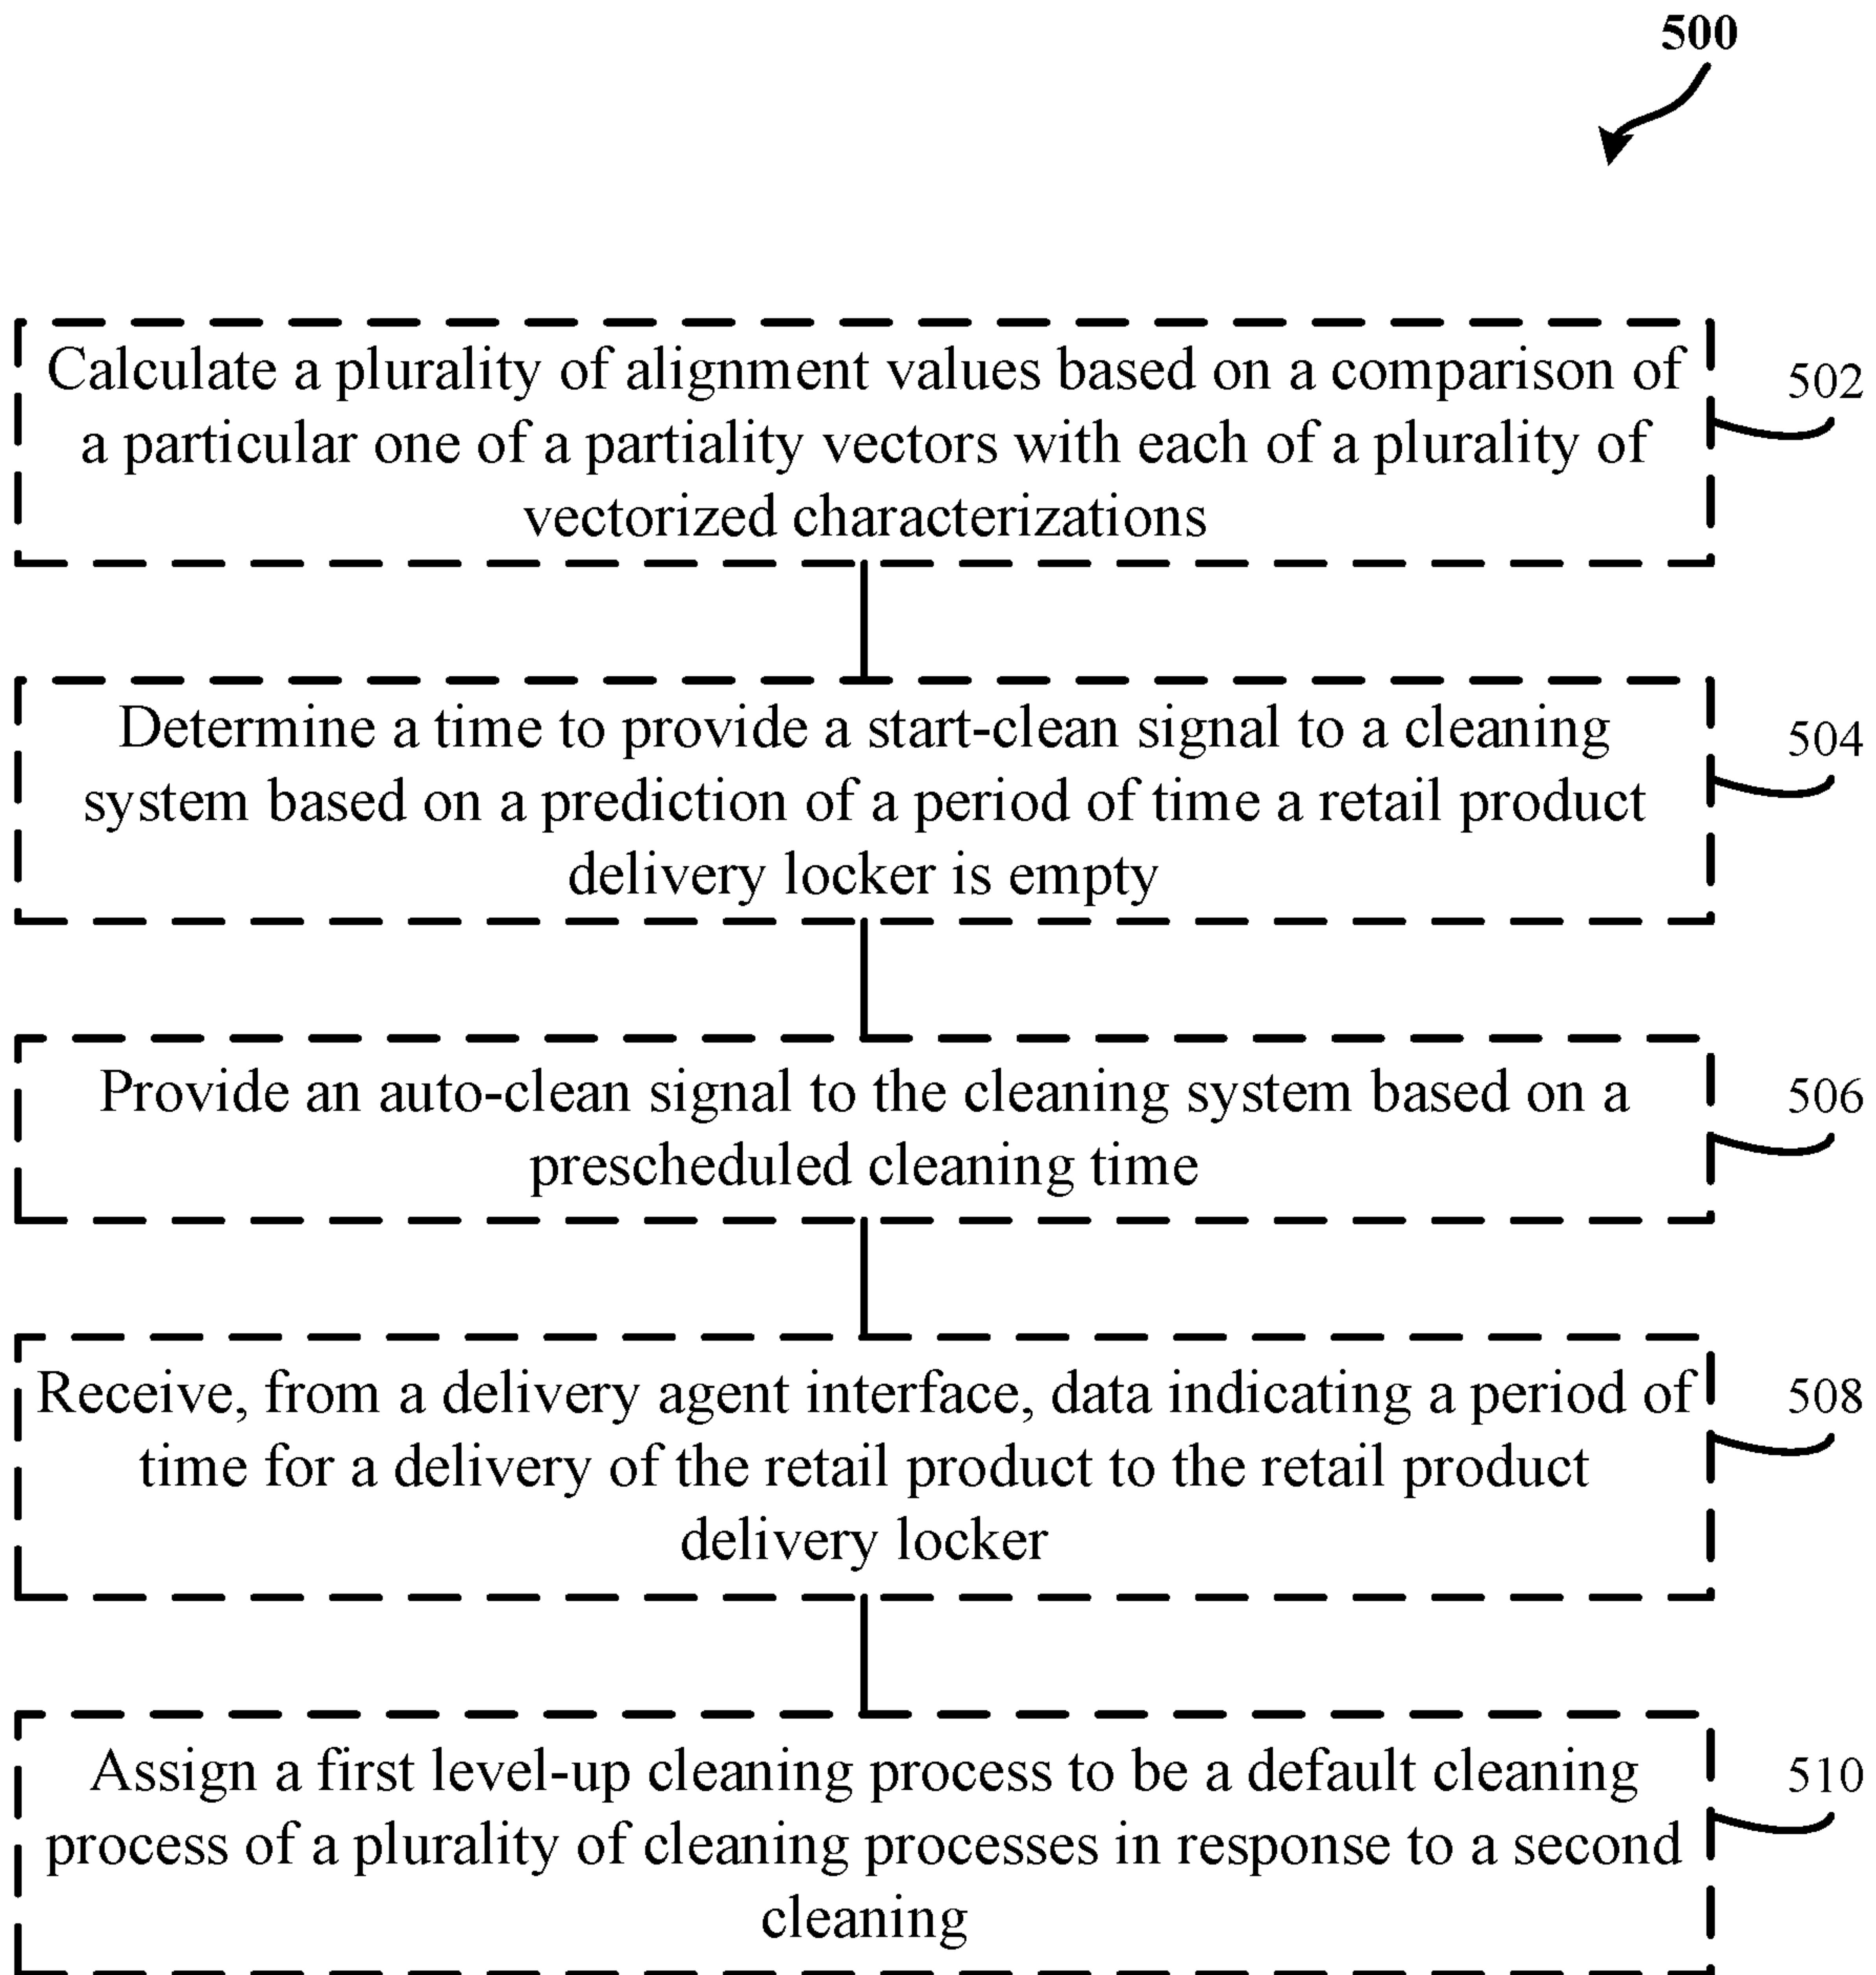 500
Calculate a plurality of alignment values based on a comparison of
a particular one of a partiality vectors with each of a plurality of
vectorized characterizations
502
Determine a time to provide a start-clean signal to a cleaning
system based on a prediction of a period of time a retail product
delivery locker is empty
504
Provide an auto-clean signal to the cleaning system based on a
prescheduled cleaning time
506
Receive, from a delivery agent interface, data indicating a period of
time for a delivery of the retail product to the retail product
delivery locker
508
Assign a first level-up cleaning process to be a default cleaning
process of a plurality of cleaning processes in response to a second
cleaning
510